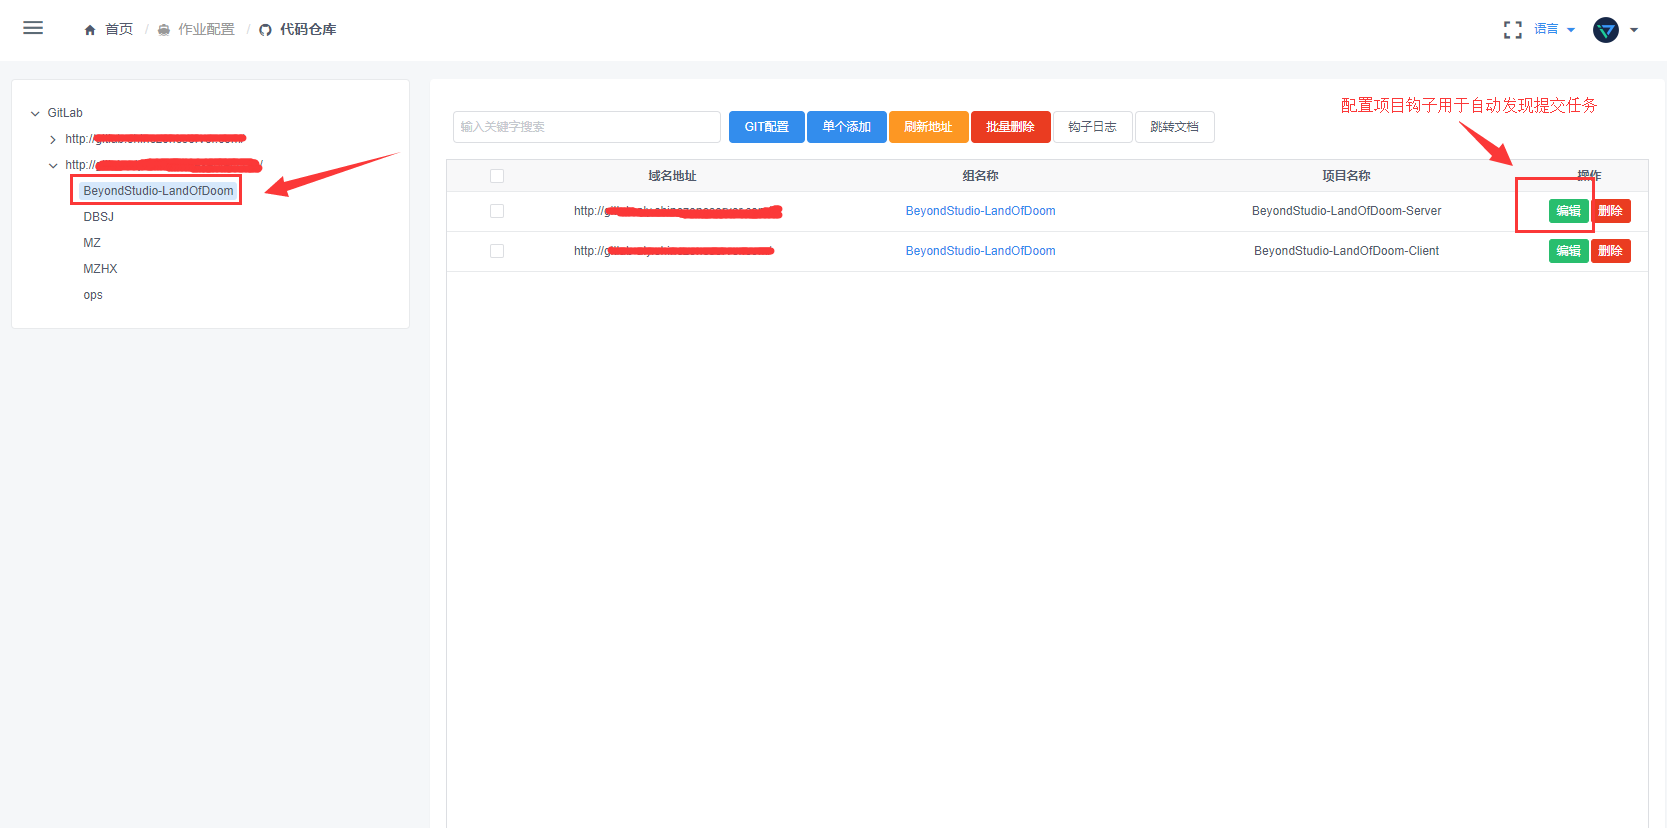 首页 / 作业配置 / 代码仓库
语言
GitLab
http://
http://
BeyondStudio-LandOfDoom
DBSJ
MZ
MZHX
ops
配置项目钩子用于自动发现提交任务
输入关键字搜索 GIT配置 单个添加 刷新地址 批量删除 钩子日志 跳转文档
域名地址 组名称 项目名称 操作
http:// BeyondStudio-LandOfDoom BeyondStudio-LandOfDoom-Server 编辑 删除
http:// BeyondStudio-LandOfDoom BeyondStudio-LandOfDoom-Client 编辑 删除